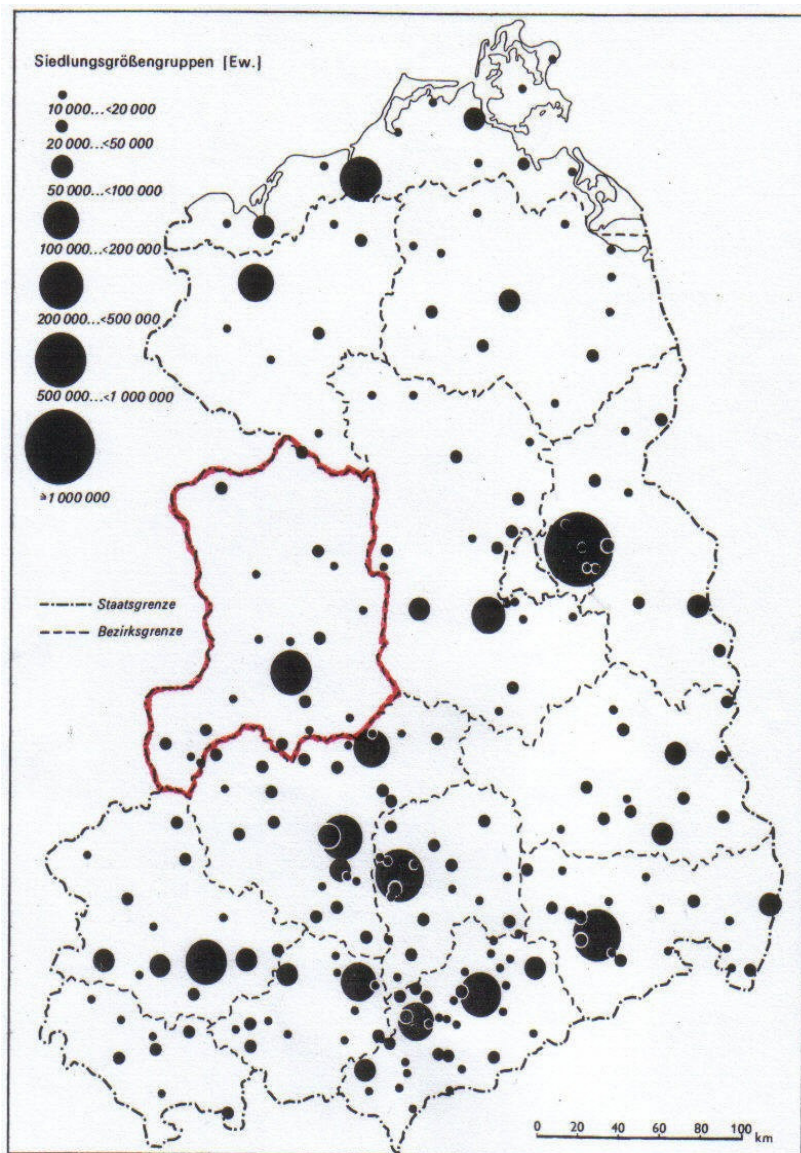 Siedlungsgrößengruppen [Ew.]
10 000...<20 000
20 000...<50 000
50 000...<100 000
100 000...<200 000
200 000...<500 000
500 000...<1 000 000
≥1 000 000
Staatsgrenze
Bezirksgrenze
0 20 40 60 80 100 km